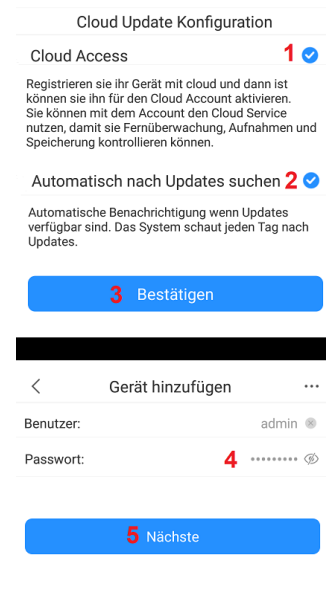 Cloud Update Konfiguration
Cloud Access 1
Registrieren sie ihr Gerät mit cloud und dann ist
können sie ihn für den Cloud Account aktivieren.
Sie können mit dem Account den Cloud Service
nutzen, damit sie Fernüberwachung, Aufnahmen und
Speicherung kontrollieren können.
Automatisch nach Updates suchen 2
Automatische Benachrichtigung wenn Updates
verfügbar sind. Das System schaut jeden Tag nach
Updates.
3 Bestätigen
Gerät hinzufügen
Benutzer: admin
Passwort: 4 •••••••••
5 Nächste